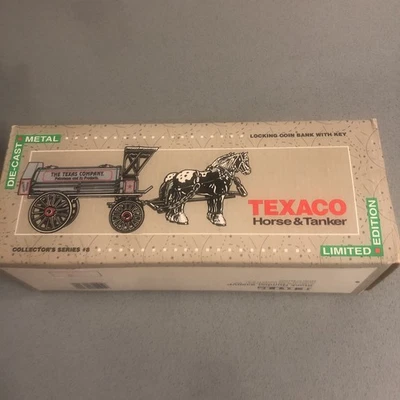 DIE-CAST METAL
LOCKING COIN BANK WITH KEY
THE TEXAS COMPANY.
Petroleum and Its Products.
TEXACO
Horse & Tanker
COLLECTOR'S SERIES #8
LIMITED EDITION